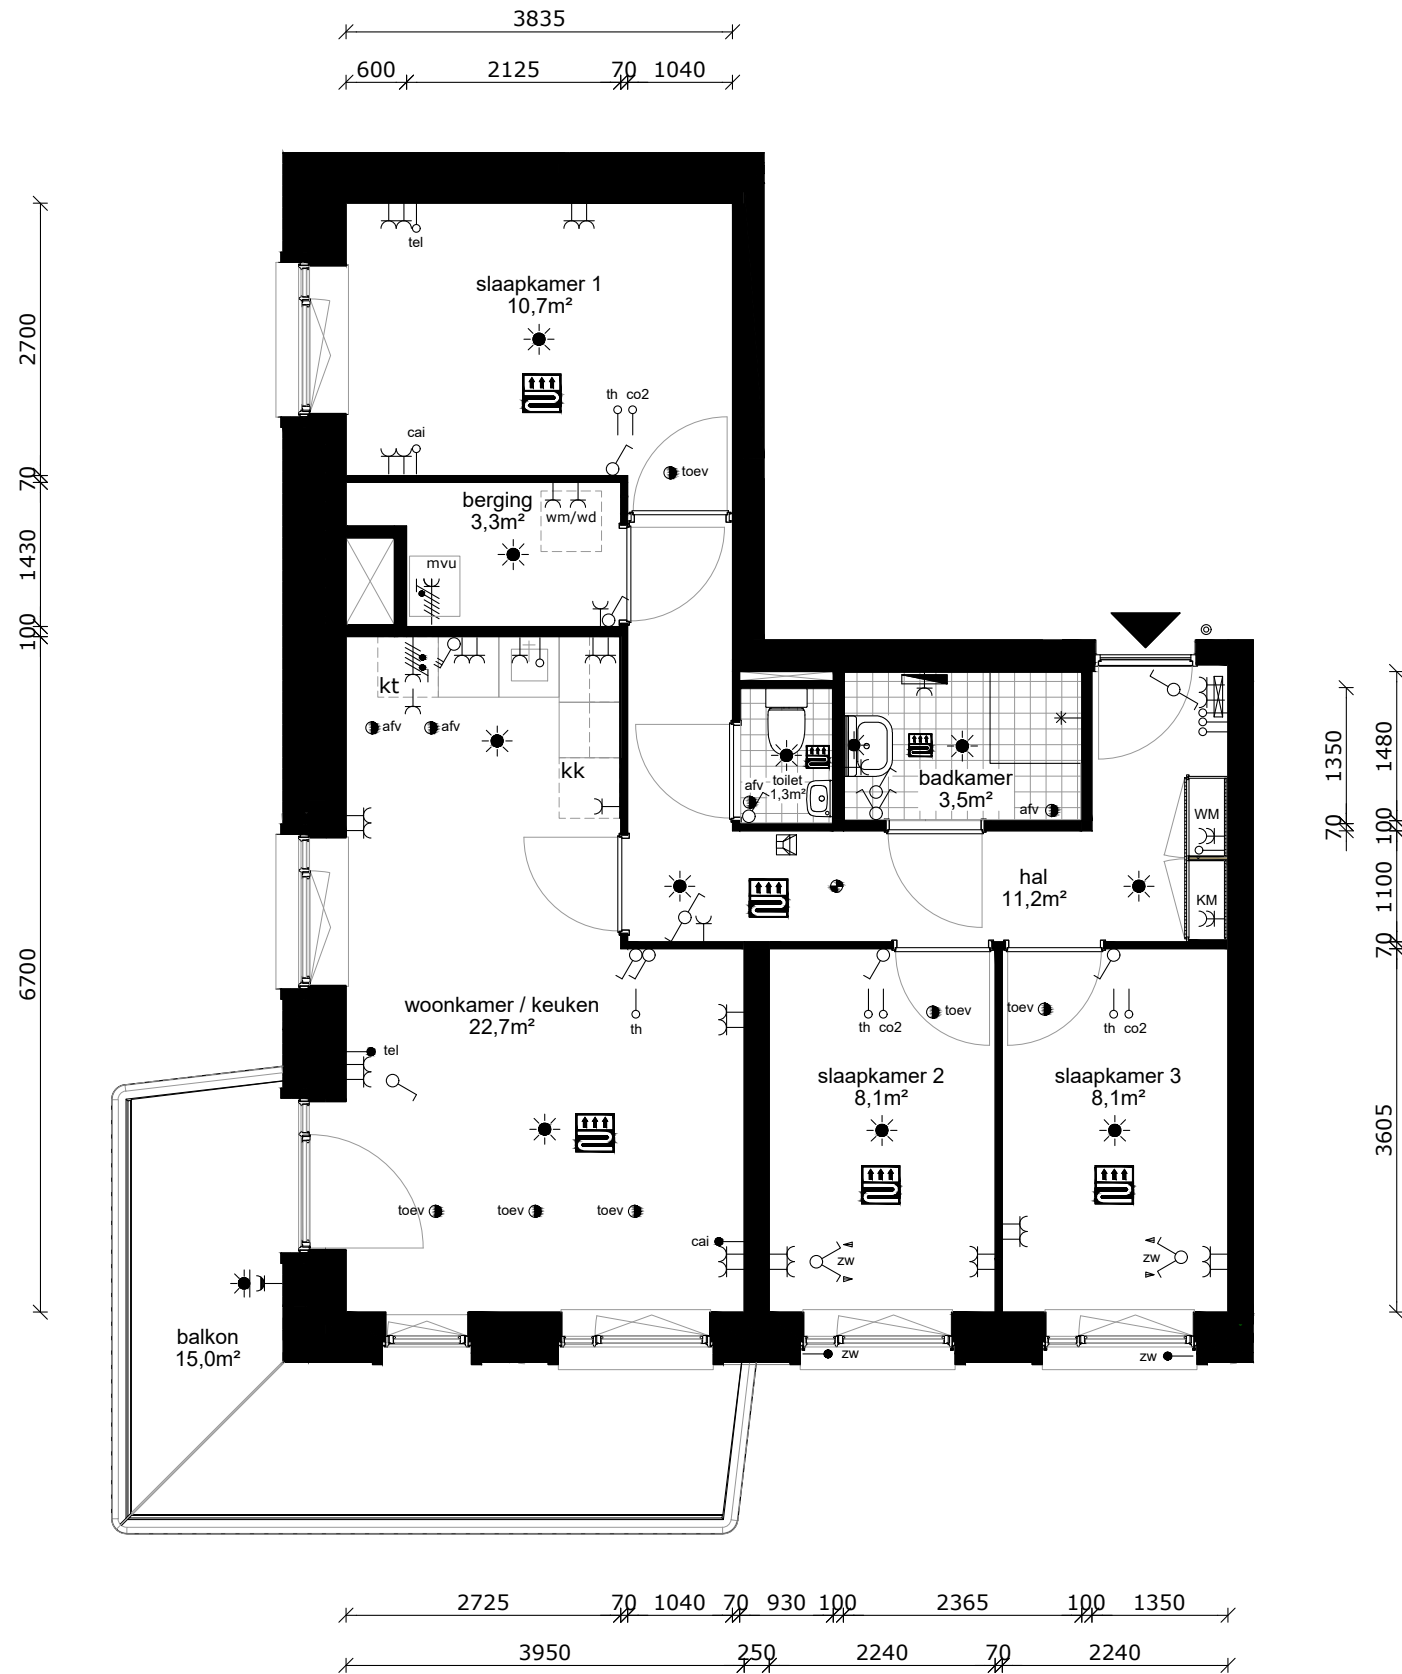 3835
600 2125 70 1040
tel
slaapkamer 1
10,7m²
2700
th co2
cai
toev
70
berging
3,3m²
wm/wd
1430
mvu
100
kt
afv afv
kk
toilet
1,3m²
afv
badkamer
3,5m²
afv
1350
1480
70
100
WM
hal
11,2m²
KM
1100
70
6700
woonkamer / keuken
22,7m²
th
tel
th co2
toev
toev
th co2
slaapkamer 2
8,1m²
slaapkamer 3
8,1m²
3605
toev toev toev
cai
zw
zw
balkon
15,0m²
zw
zw
2725 70 1040 70 930 100 2365 100 1350
3950 250 2240 70 2240